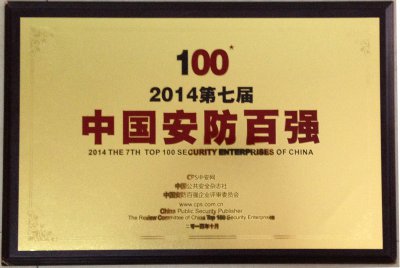 100*
2014第七届
中国安防百强
2014 THE 7TH TOP 100 SECURITY ENTERPRISES OF CHINA
CPS中安网
中国公共安全杂志社
中国安防百强企业评审委员会
www.cps.com.cn
China Public Security Publisher
The Review Committee of China Top 100 Security Enterprises
二〇一四年十月